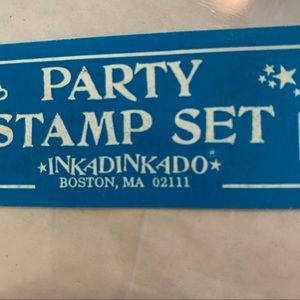 PARTY
STAMP SET
★INKADINKADO★
BOSTON, MA 02111